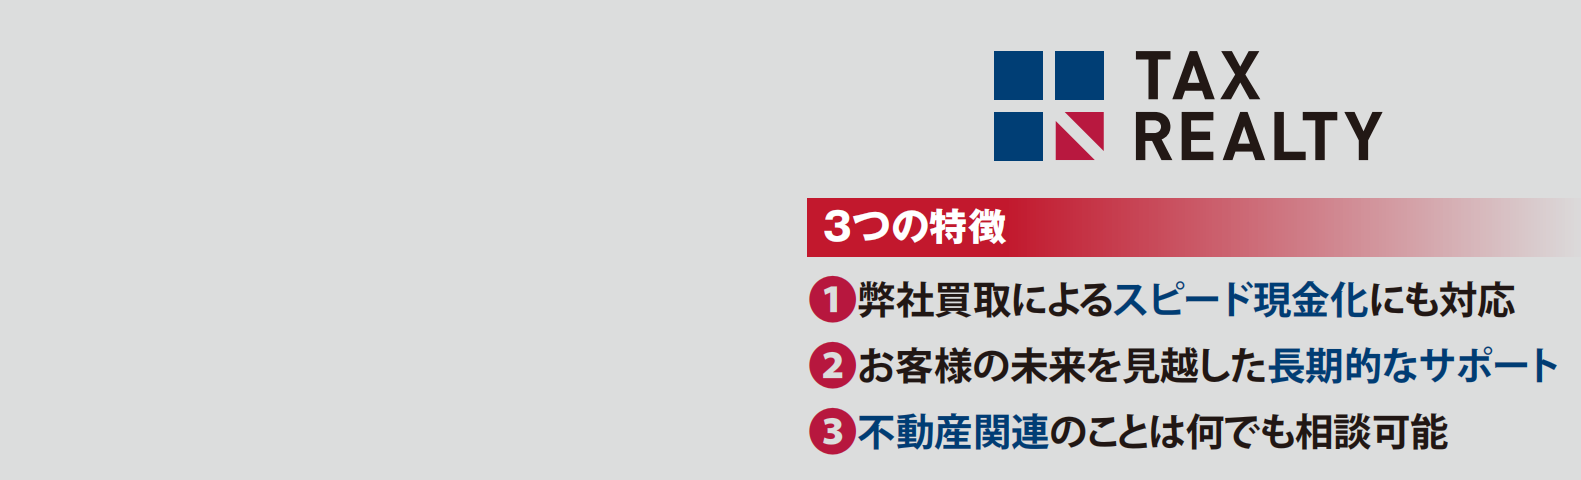 TAX
REALTY
3つの特徴
1 弊社買取によるスピード現金化にも対応
2 お客様の未来を見越した長期的なサポート
3 不動産関連のことは何でも相談可能